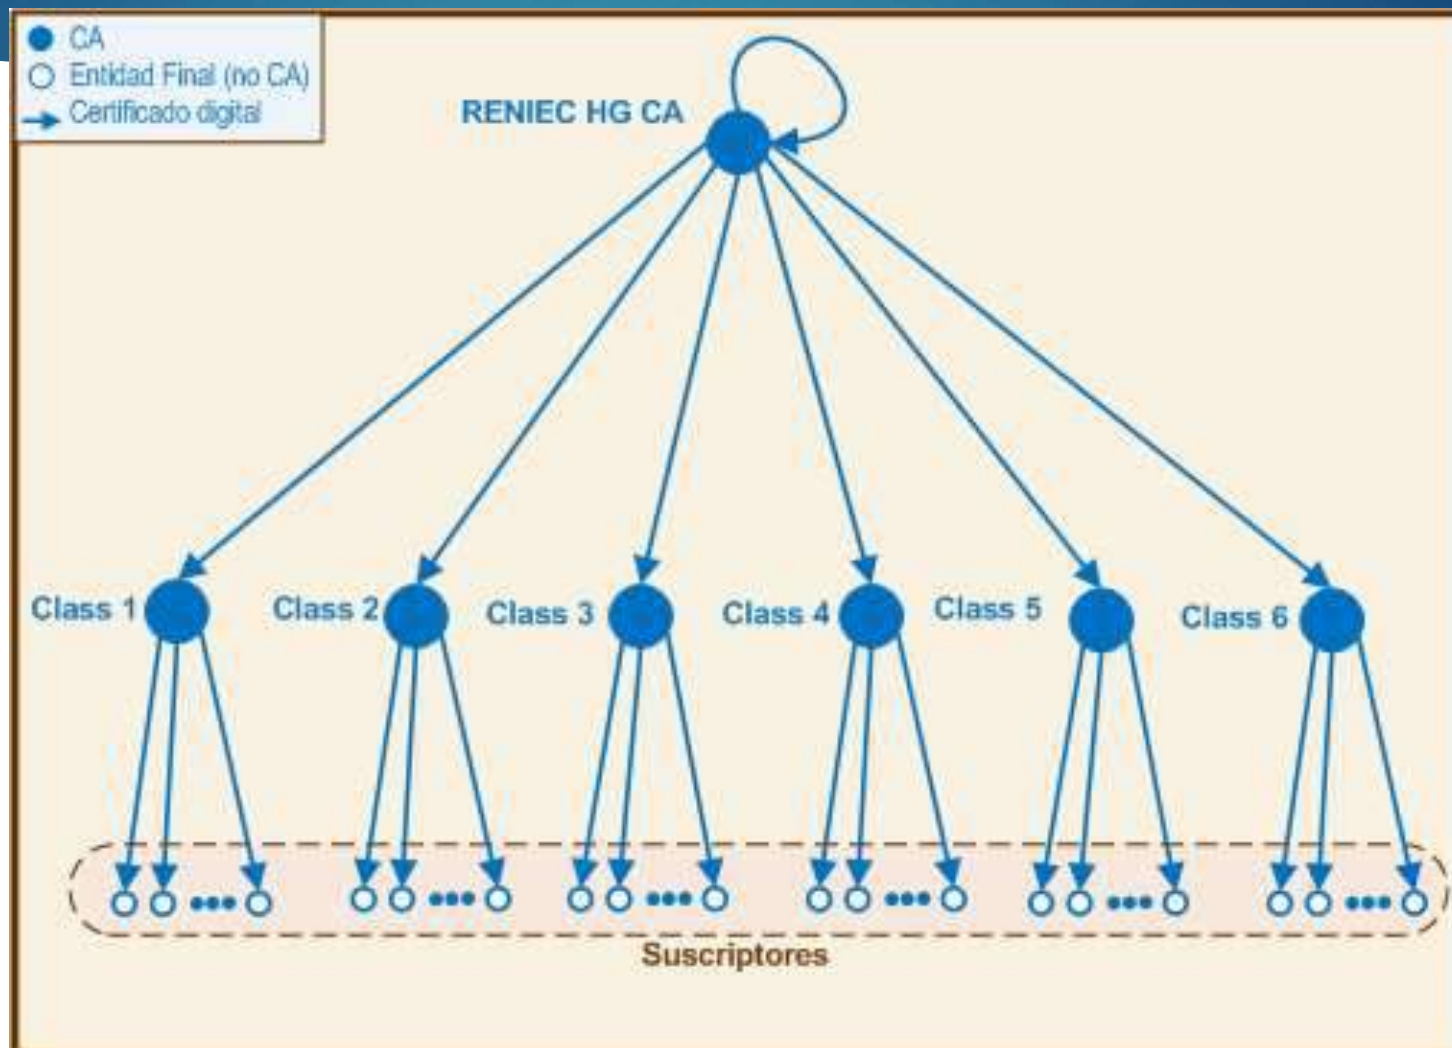 CA
Entidad Final (no CA)
Certificado digital
RENIEC HG CA
Class 1
Class 2
Class 3
Class 4
Class 5
Class 6
Suscriptores